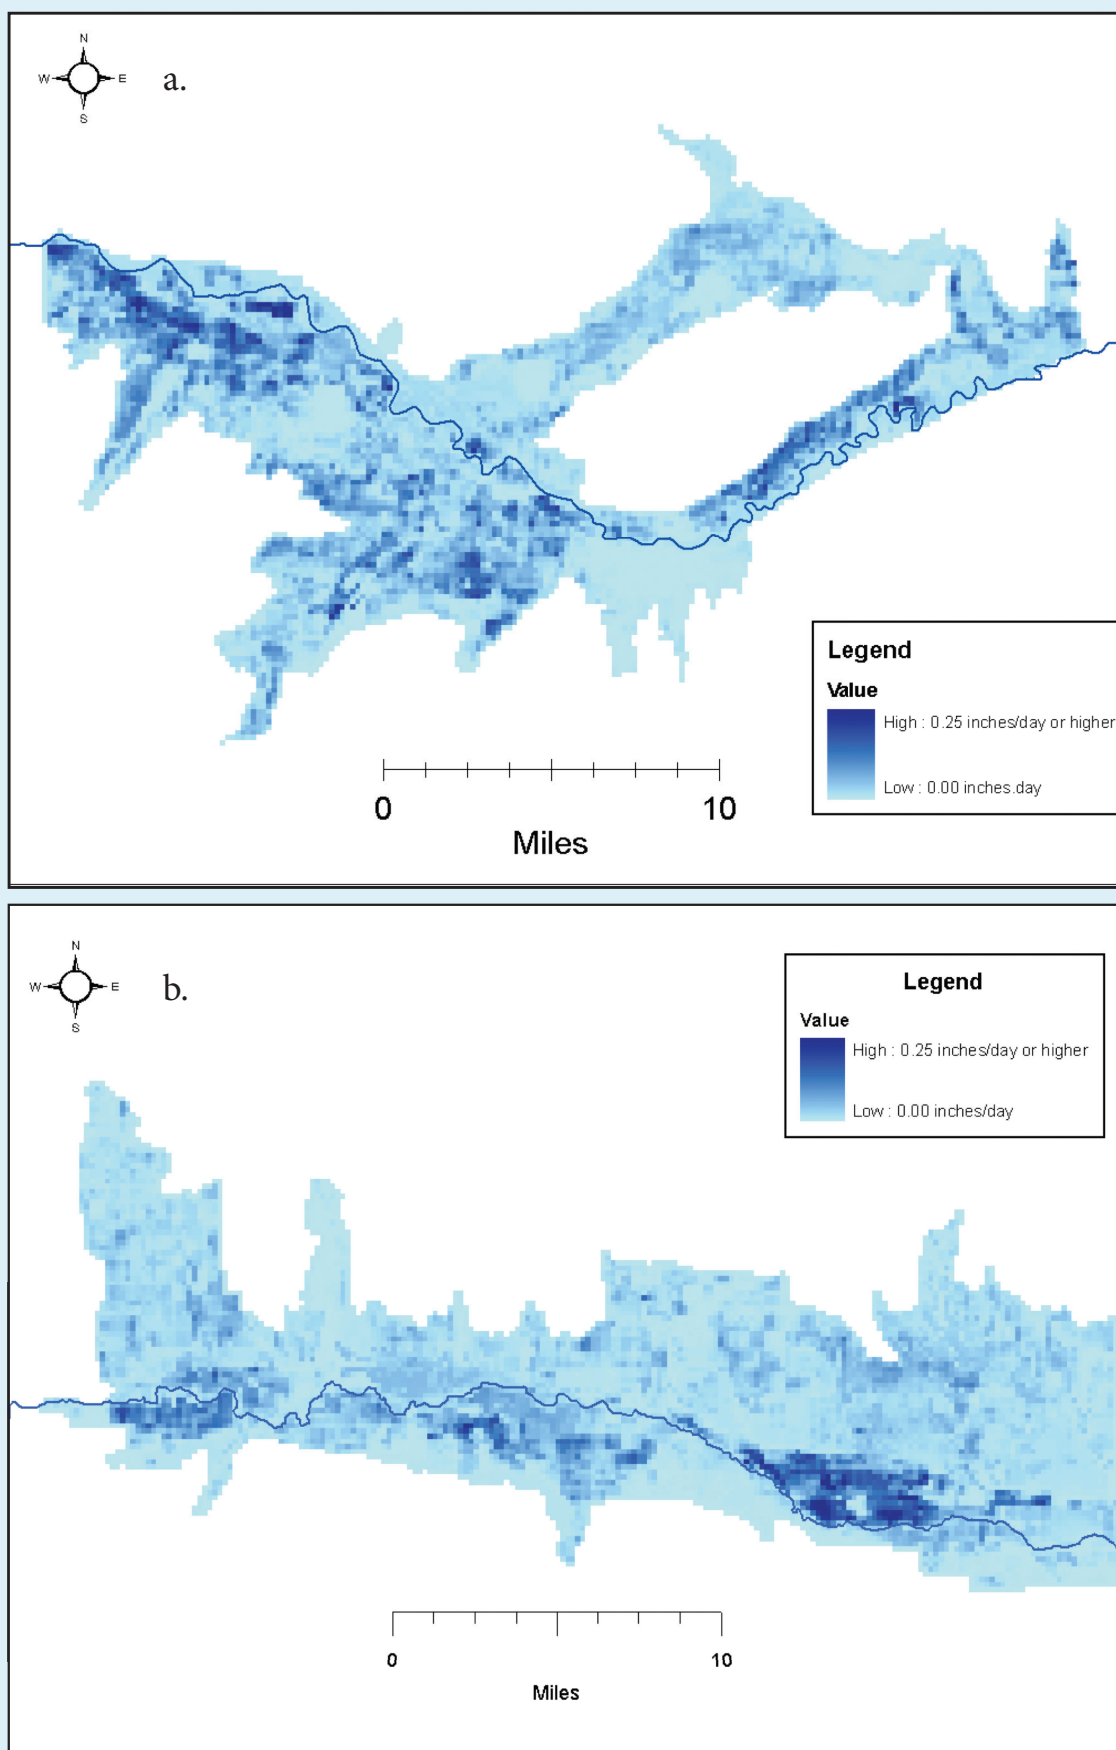 N
W E
S
a.
Legend
Value
High : 0.25 inches/day or higher
Low : 0.00 inches.day
0 10
Miles
N
W E
S
b.
Legend
Value
High : 0.25 inches/day or higher
Low : 0.00 inches/day
0 10
Miles